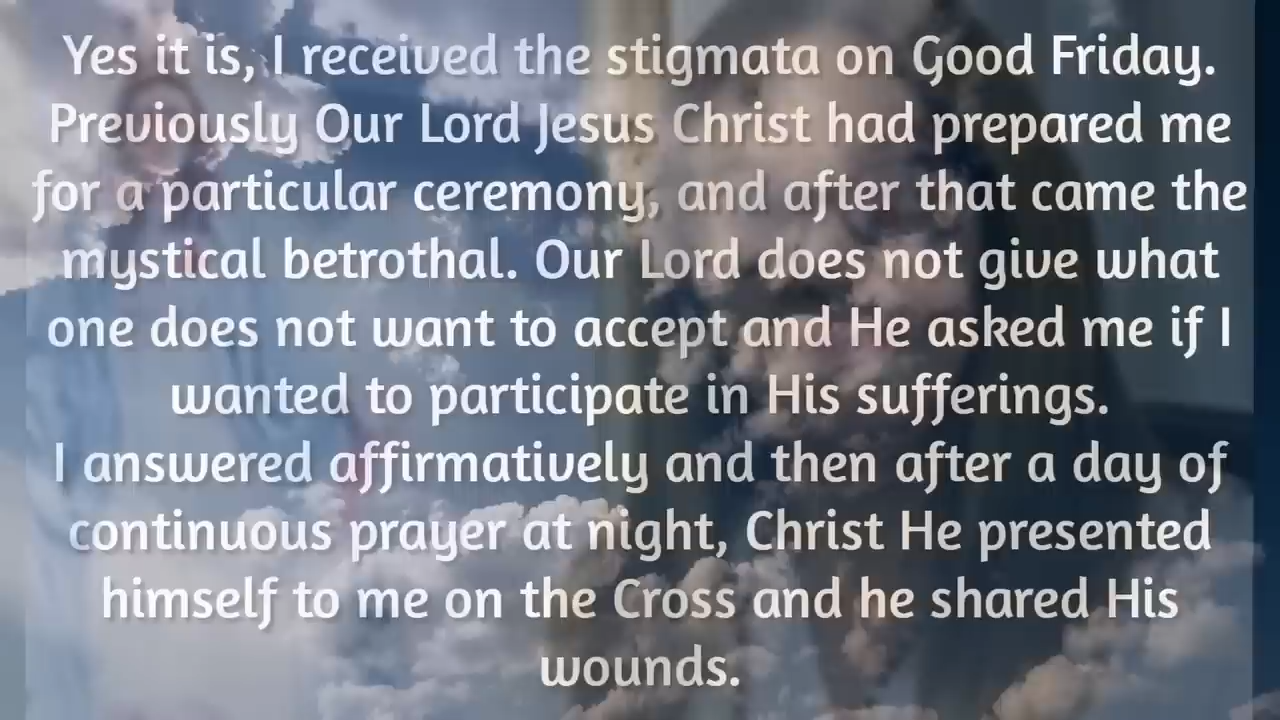 Yes it is, I received the stigmata on Good Friday.
Previously Our Lord Jesus Christ had prepared me
for a particular ceremony, and after that came the
mystical betrothal. Our Lord does not give what
one does not want to accept and He asked me if I
wanted to participate in His sufferings.
I answered affirmatively and then after a day of
continuous prayer at night, Christ He presented
himself to me on the Cross and he shared His
wounds.